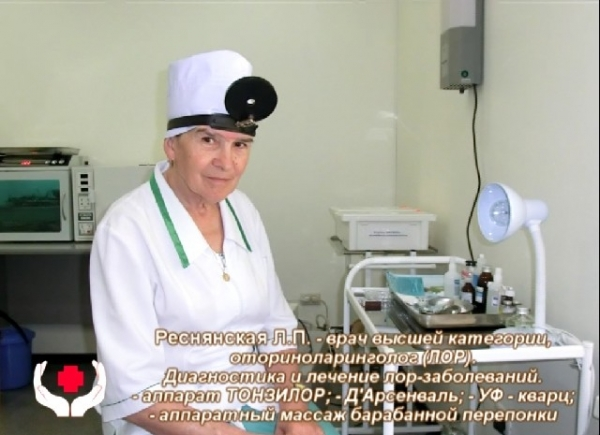 Реснянская Л.П. - врач высшей категории,
оториноларинголог (ЛОР).
Диагностика и лечение лор-заболеваний.
- аппарат ТОНЗИЛОР; - Д'Арсенваль; - УФ - кварц;
- аппаратный массаж барабанной перепонки